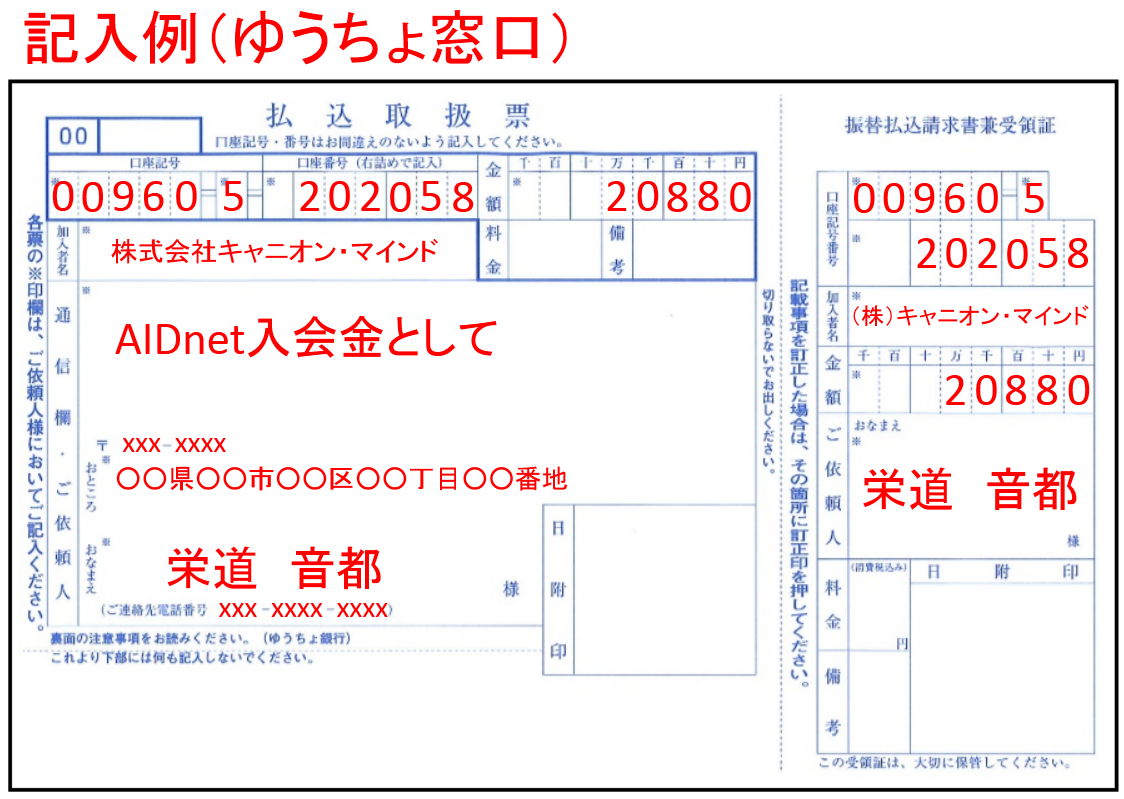 記入例(ゆうちょ窓口)
払込取扱票
00
口座記号・番号はお間違えのないよう記入してください。
口座記号
口座番号(右詰めで記入)
金額
千 百 十 万 千 百 十 円
※ ※ ※ ※
00960-5-202058
20880
加入者名
※
株式会社キャニオン・マインド
料金
備考
各票の※印欄は、ご依頼人様においてご記入ください。
通信欄・ご依頼人
※
AIDnet入会金として
〒 xxx-xxxx
おところ
※
〇〇県〇〇市〇〇区〇〇丁目〇〇番地
おなまえ
※
栄道 音都
様
(ご連絡先電話番号 xxx-xxxx-xxxx)
日附印
裏面の注意事項をお読みください。(ゆうちょ銀行)
これより下部には何も記入しないでください。
切り取らないでお出しください。
記載事項を訂正した場合は、その箇所に訂正印を押してください。
振替払込請求書兼受領証
口座記号番号
※ ※
00960-5
※
202058
加入者名
※
(株)キャニオン・マインド
金額
千 百 十 万 千 百 十 円
※
20880
ご依頼人
おなまえ
※
栄道 音都
様
料金
(消費税込み)
円
日 附 印
備考
この受領証は、大切に保管してください。